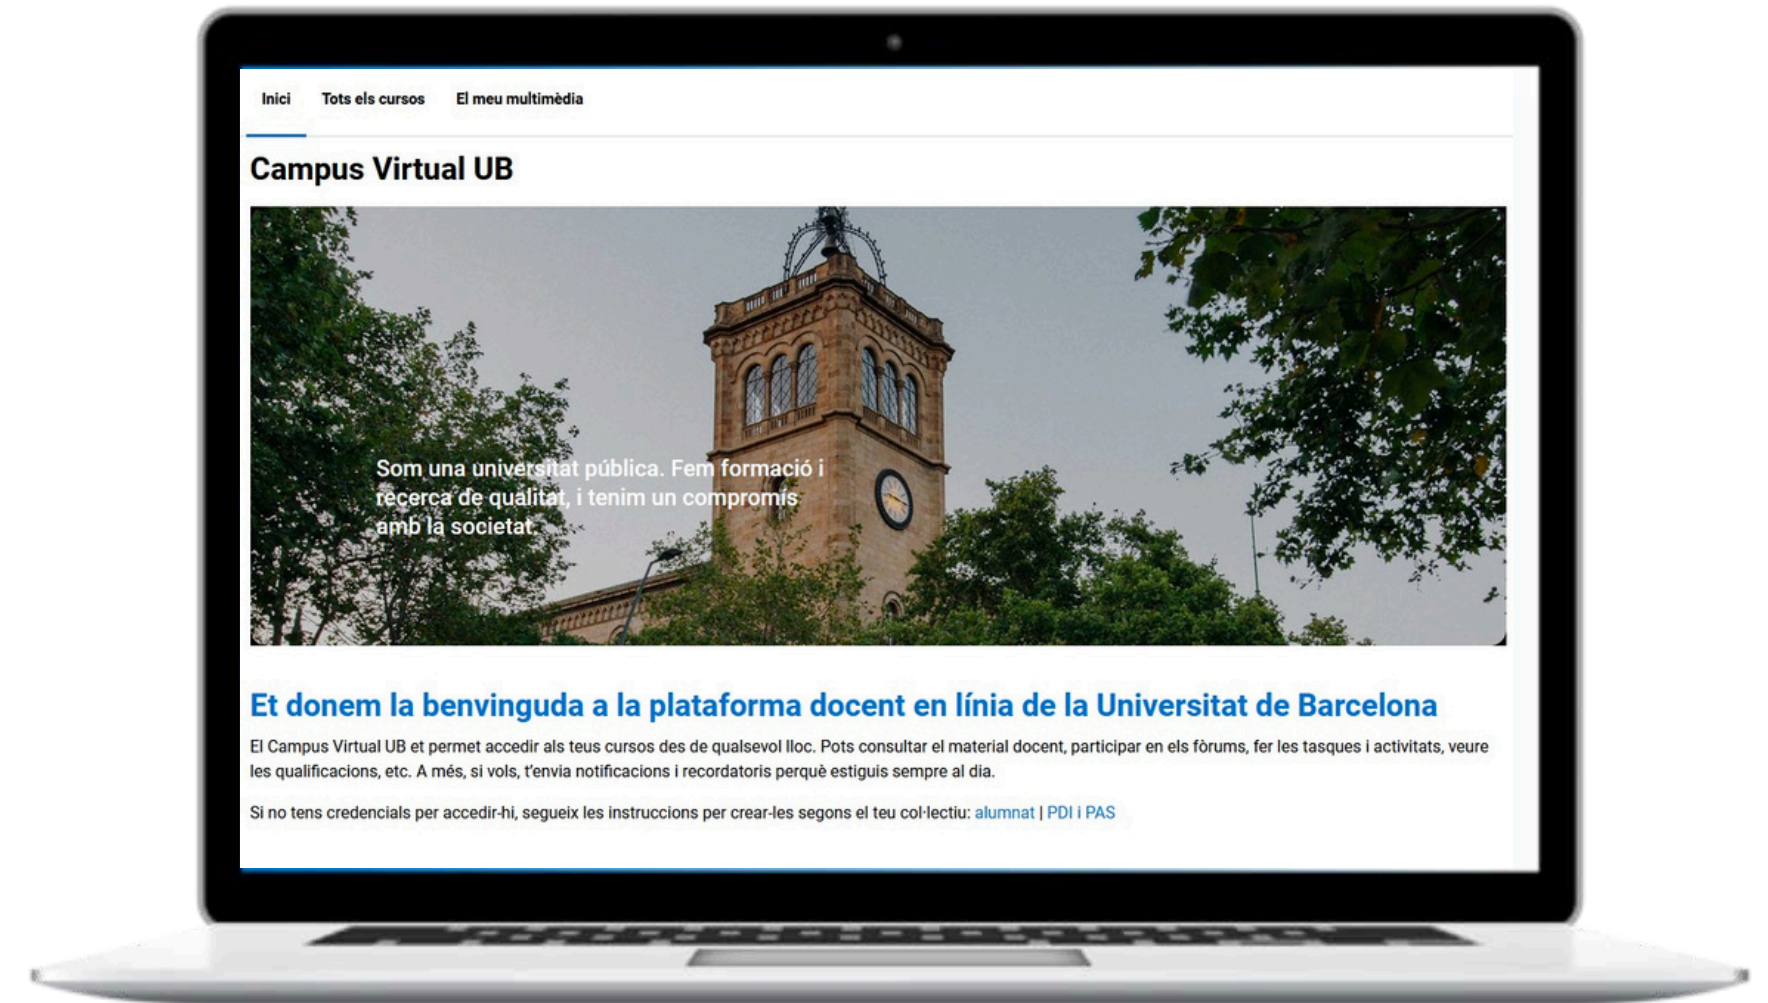 Inici Tots els cursos El meu multimèdia
Campus Virtual UB
Som una universitat pública. Fem formació i
recerca de qualitat, i tenim un compromís
amb la societat.
Et donem la benvinguda a la plataforma docent en línia de la Universitat de Barcelona
El Campus Virtual UB et permet accedir als teus cursos des de qualsevol lloc. Pots consultar el material docent, participar en els fòrums, fer les tasques i activitats, veure
les qualificacions, etc. A més, si vols, t'envia notificacions i recordatoris perquè estiguis sempre al dia.
Si no tens credencials per accedir-hi, segueix les instruccions per crear-les segons el teu col·lectiu: alumnat | PDI i PAS